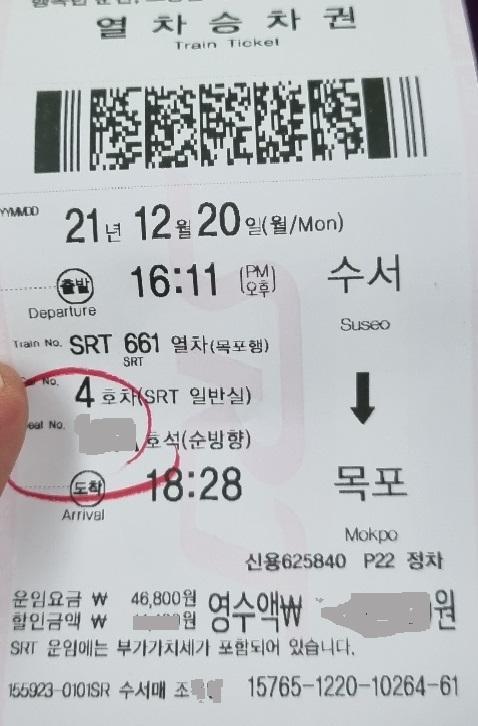 열차승차권
Train Ticket
YYMMDD 21년 12월 20일(월/Mon)
출발 16:11 (PM 오후) 수서
Departure Suseo
Train No. SRT 661 열차(목포행)
SRT
No. 4 호차(SRT 일반실)
eat No. 호석(순방향)
도착 18:28 목포
Arrival Mokpo
신용625840 P22 정차
운임요금 ₩ 46,800원 영수액₩ 원
할인금액 ₩ 원
SRT 운임에는 부가가치세가 포함되어 있습니다.
155923-0101SR 수서매 조 15765-1220-10264-61